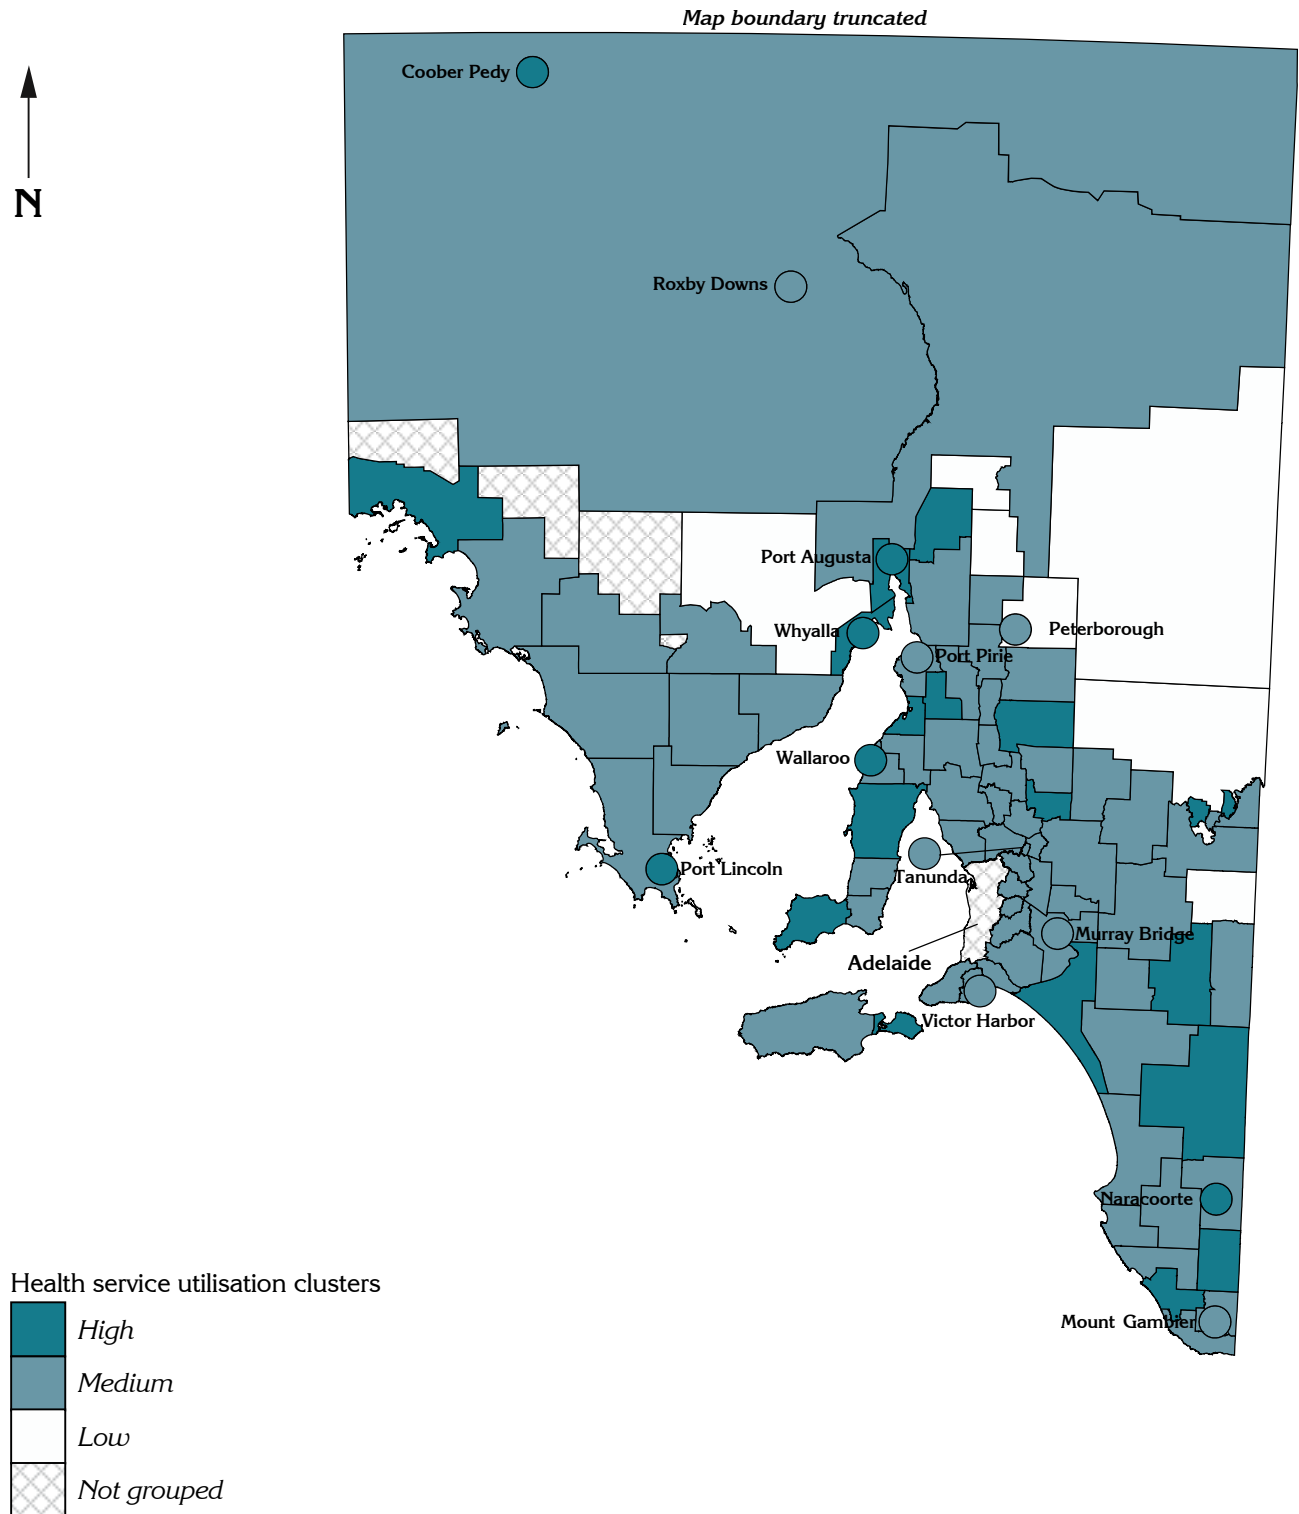 Map boundary truncated
Coober Pedy
N
Roxby Downs
Port Augusta
Whyalla
Peterborough
Port Pirie
Wallaroo
Port Lincoln
Tanunda
Murray Bridge
Adelaide
Victor Harbor
Naracoorte
Mount Gambier
Health service utilisation clusters
High
Medium
Low
Not grouped